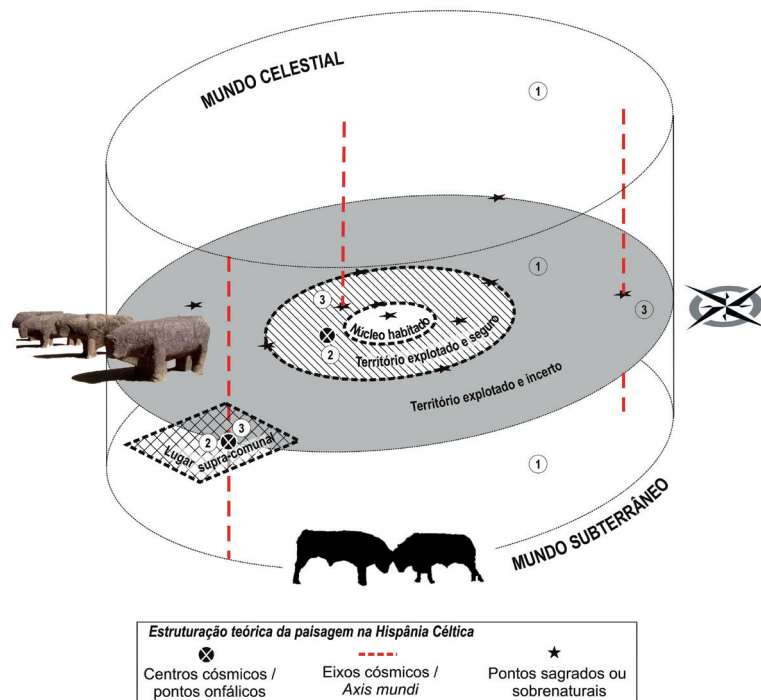 MUNDO CELESTIAL
1
1
3
3
Núcleo habitado
2
Território explotado e seguro
Território explotado e incerto
3
2
Lugar supra-comunal
1
MUNDO SUBTERRÂNEO
Estruturação teórica da paisagem na Hispânia Céltica
Centros cósmicos /
pontos onfálicos
Eixos cósmicos /
Axis mundi
Pontos sagrados ou
sobrenaturais